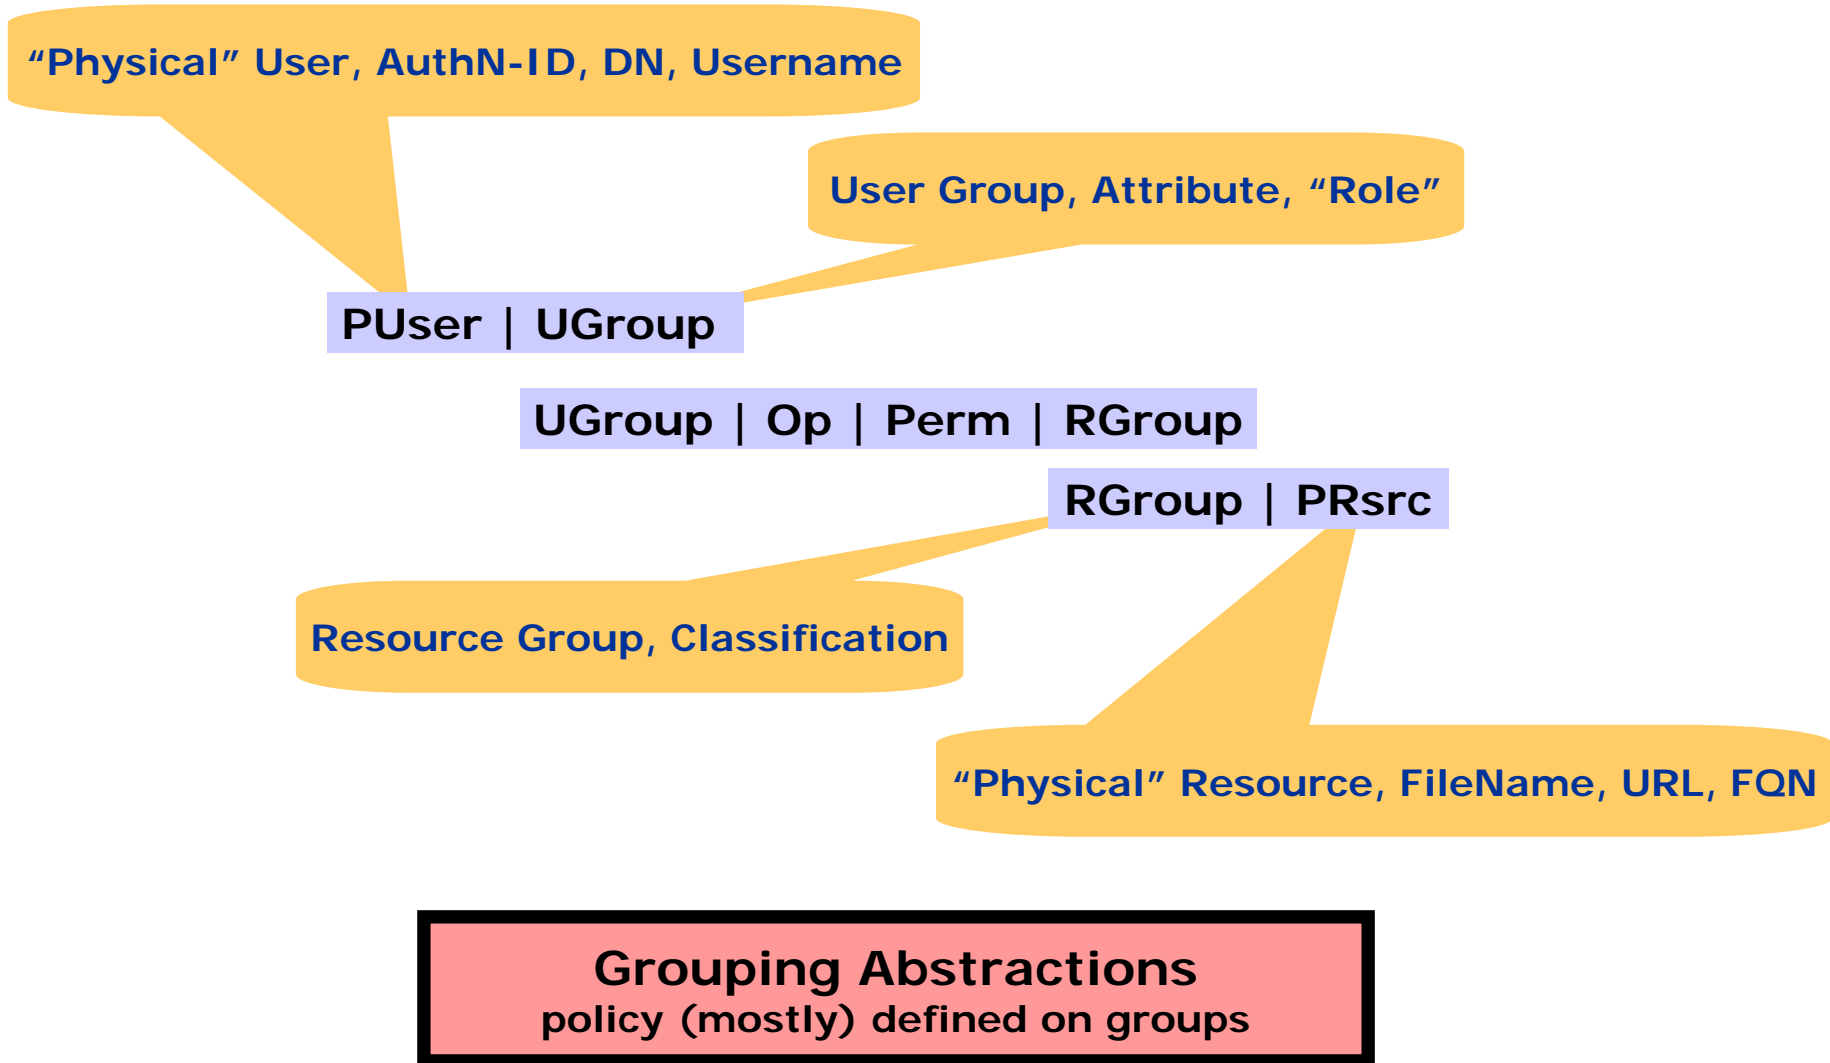 “Physical” User, AuthN-ID, DN, Username
User Group, Attribute, “Role”
PUser | UGroup
UGroup | Op | Perm | RGroup
RGroup | PRsrc
Resource Group, Classification
“Physical” Resource, FileName, URL, FQN
Grouping Abstractions
policy (mostly) defined on groups